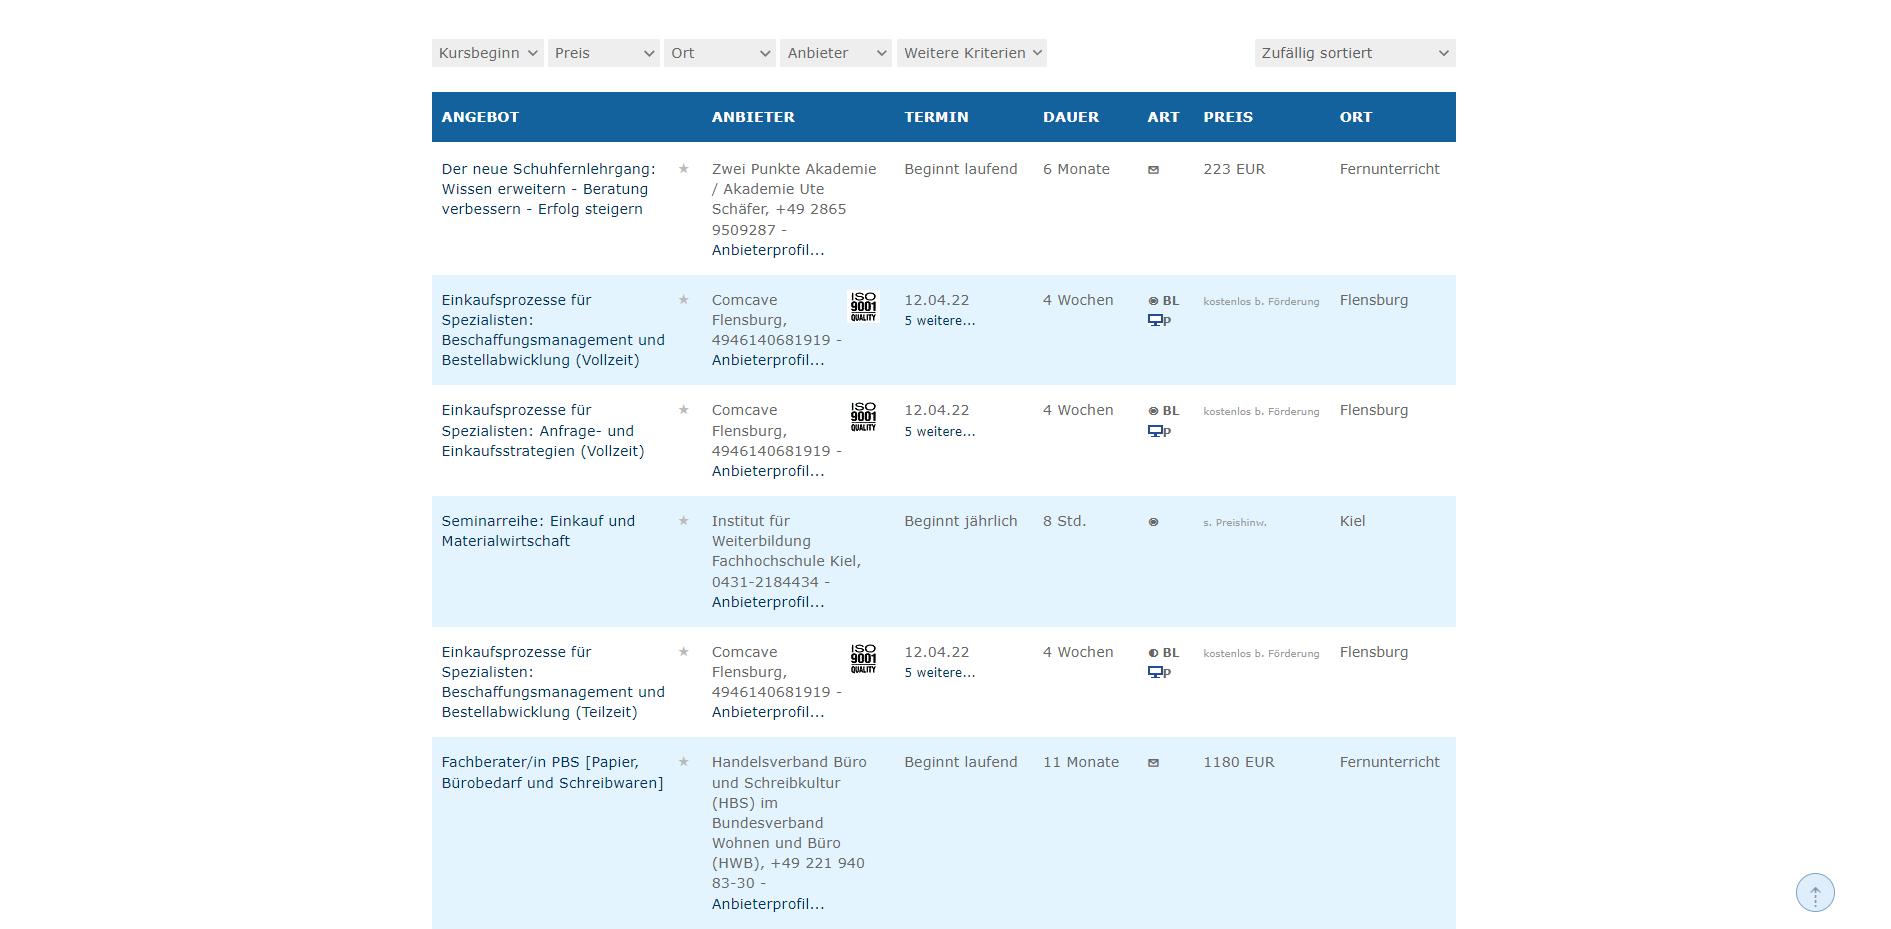 Kursbeginn Preis Ort Anbieter Weitere Kriterien Zufällig sortiert
ANGEBOT ANBIETER TERMIN DAUER ART PREIS ORT
Der neue Schuhfernlehrgang: ★ Zwei Punkte Akademie Beginnt laufend 6 Monate 223 EUR Fernunterricht
Wissen erweitern - Beratung / Akademie Ute
verbessern - Erfolg steigern Schäfer, +49 2865
9509287 -
Anbieterprofil...
Einkaufsprozesse für ★ Comcave ISO 9001 QUALITY 12.04.22 4 Wochen BL kostenlos b. Förderung Flensburg
Spezialisten: Flensburg, 5 weitere... P
Beschaffungsmanagement und 4946140681919 -
Bestellabwicklung (Vollzeit) Anbieterprofil...
Einkaufsprozesse für ★ Comcave ISO 9001 QUALITY 12.04.22 4 Wochen BL kostenlos b. Förderung Flensburg
Spezialisten: Anfrage- und Flensburg, 5 weitere... P
Einkaufsstrategien (Vollzeit) 4946140681919 -
Anbieterprofil...
Seminarreihe: Einkauf und ★ Institut für Beginnt jährlich 8 Std. s. Preishinw. Kiel
Materialwirtschaft Weiterbildung
Fachhochschule Kiel,
0431-2184434 -
Anbieterprofil...
Einkaufsprozesse für ★ Comcave ISO 9001 QUALITY 12.04.22 4 Wochen BL kostenlos b. Förderung Flensburg
Spezialisten: Flensburg, 5 weitere... P
Beschaffungsmanagement und 4946140681919 -
Bestellabwicklung (Teilzeit) Anbieterprofil...
Fachberater/in PBS [Papier, ★ Handelsverband Büro Beginnt laufend 11 Monate 1180 EUR Fernunterricht
Bürobedarf und Schreibwaren] und Schreibkultur
(HBS) im
Bundesverband
Wohnen und Büro
(HWB), +49 221 940
83-30 -
Anbieterprofil...